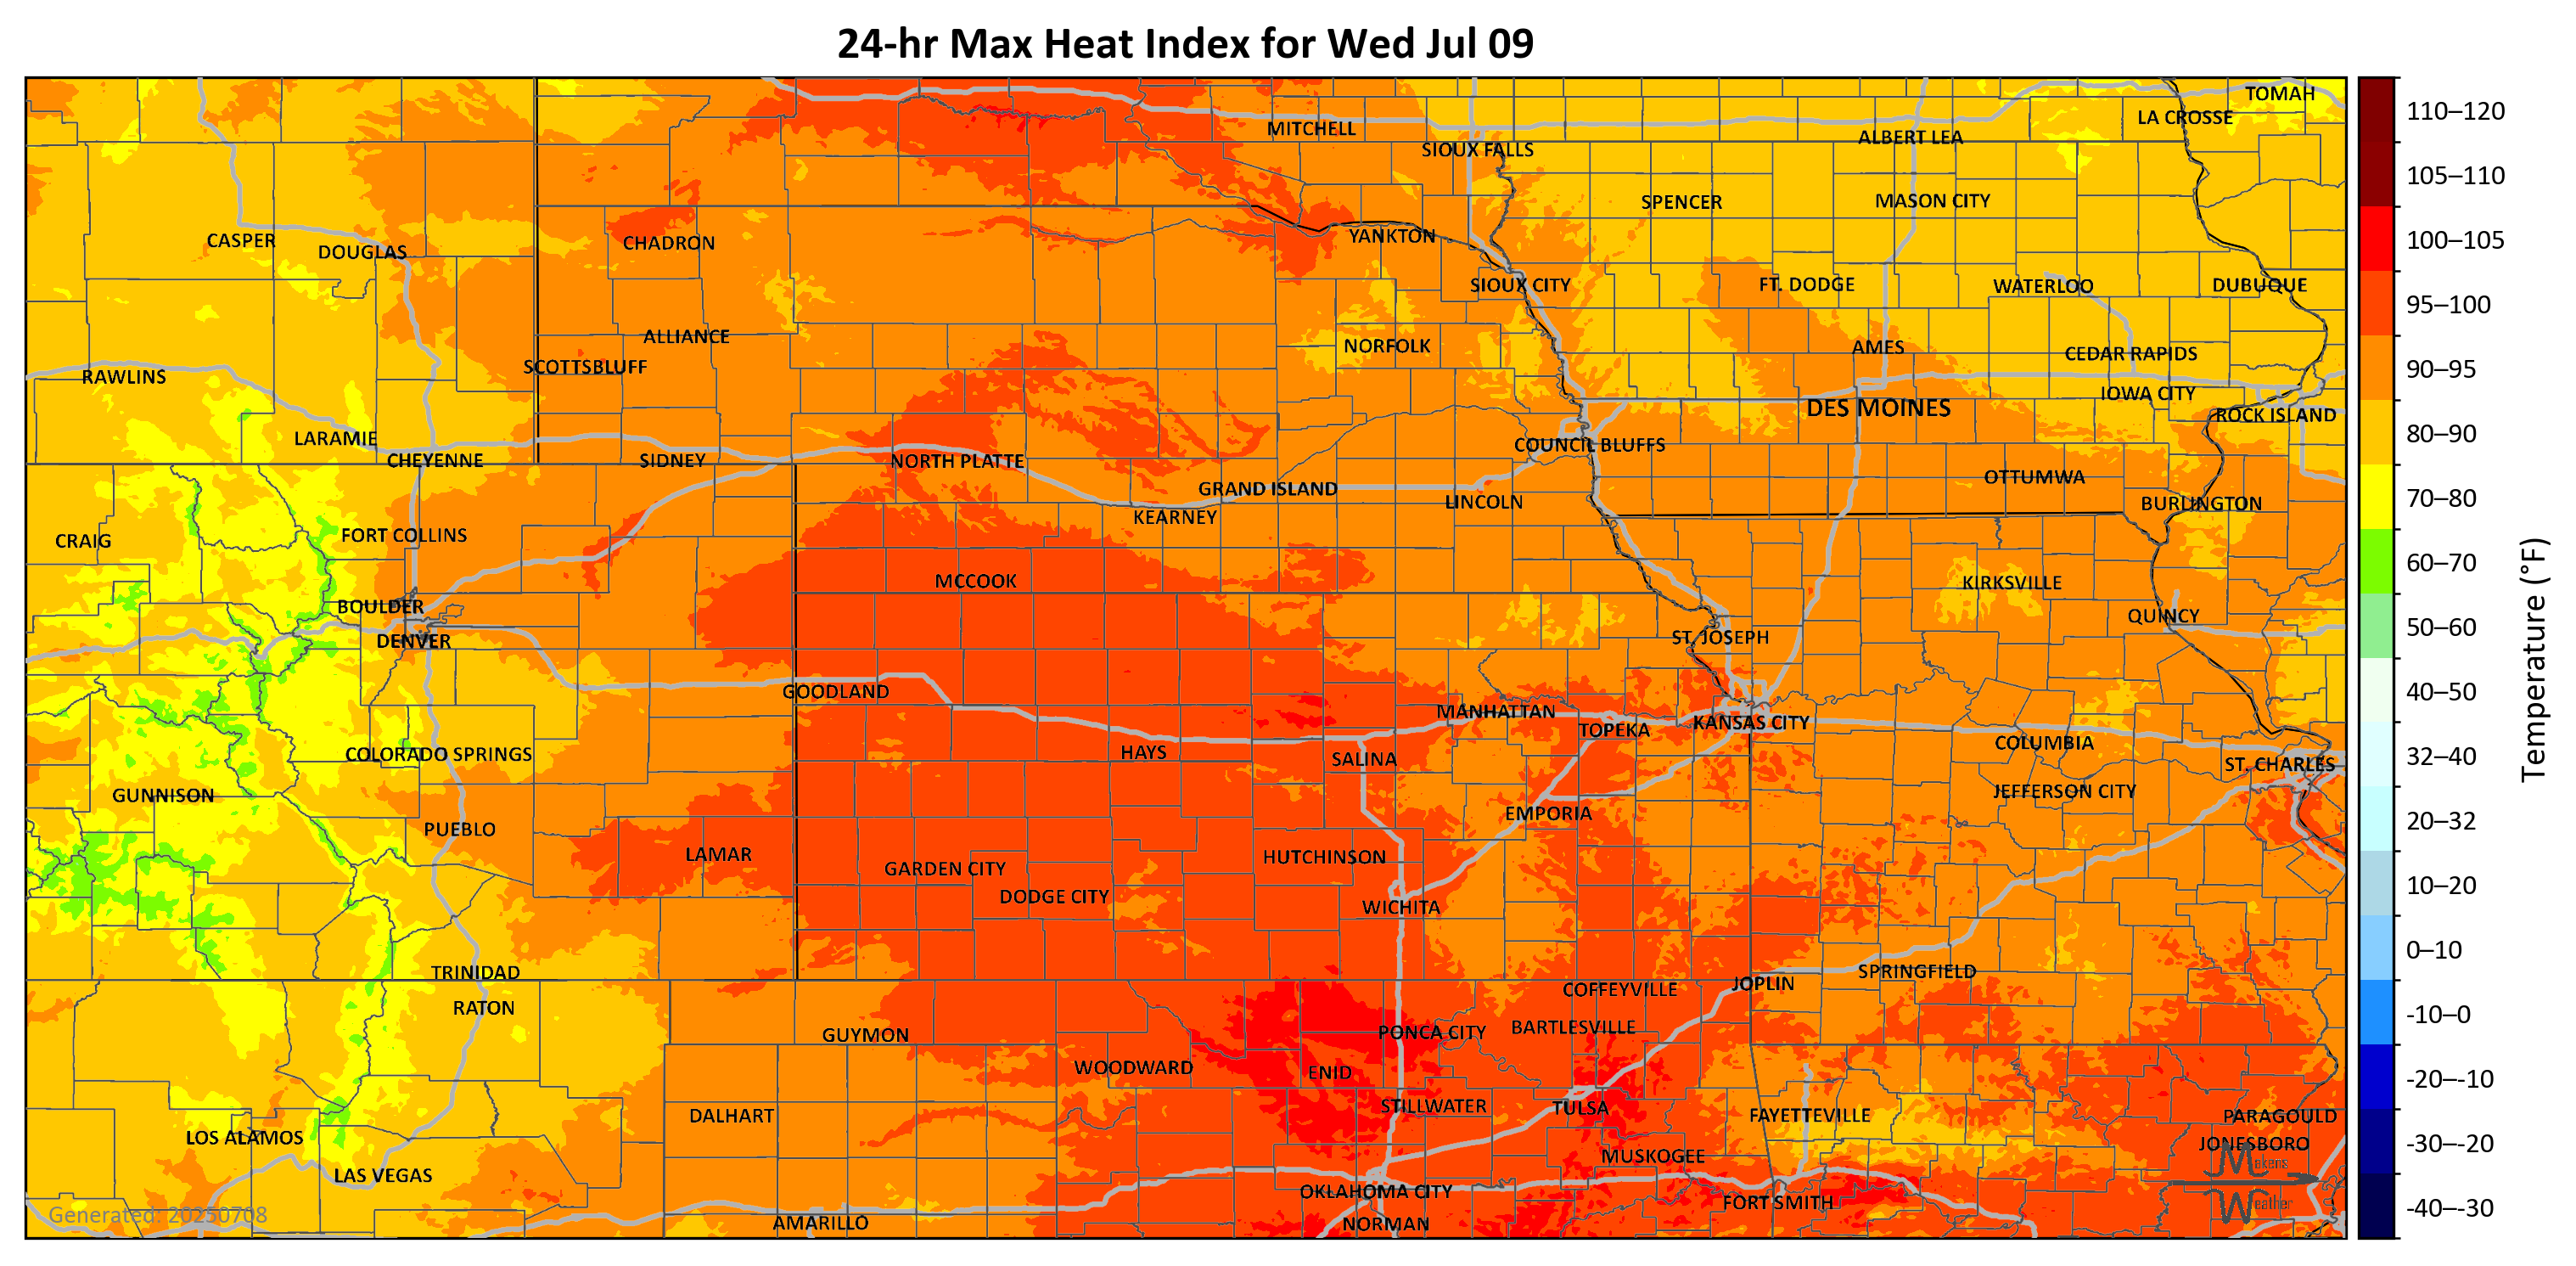 24-hr Max Heat Index for Wed Jul 09
TOMAH
LA CROSSE
MITCHELL
ALBERT LEA
SIOUX FALLS
SPENCER
MASON CITY
CASPER
DOUGLAS
CHADRON
YANKTON
SIOUX CITY
FT. DODGE
WATERLOO
DUBUQUE
ALLIANCE
NORFOLK
AMES
CEDAR RAPIDS
SCOTTSBLUFF
RAWLINS
IOWA CITY
DES MOINES
ROCK ISLAND
LARAMIE
COUNCIL BLUFFS
CHEYENNE
SIDNEY
NORTH PLATTE
OTTUMWA
GRAND ISLAND
LINCOLN
BURLINGTON
KEARNEY
CRAIG
FORT COLLINS
MCCOOK
KIRKSVILLE
BOULDER
QUINCY
DENVER
ST. JOSEPH
GOODLAND
MANHATTAN
TOPEKA
KANSAS CITY
COLUMBIA
COLORADO SPRINGS
HAYS
SALINA
ST. CHARLES
GUNNISON
JEFFERSON CITY
EMPORIA
PUEBLO
LAMAR
HUTCHINSON
GARDEN CITY
DODGE CITY
WICHITA
TRINIDAD
SPRINGFIELD
JOPLIN
COFFEYVILLE
RATON
GUYMON
PONCA CITY
BARTLESVILLE
WOODWARD
ENID
STILLWATER
TULSA
DALHART
FAYETTEVILLE
PARAGOULD
LOS ALAMOS
JONESBORO
MUSKOGEE
LAS VEGAS
OKLAHOMA CITY
FORT SMITH
AMARILLO
NORMAN
Generated: 20250708
Makens
Weather
110–120
105–110
100–105
95–100
90–95
80–90
70–80
60–70
50–60
40–50
32–40
20–32
10–20
0–10
-10–0
-20–-10
-30–-20
-40–-30
Temperature (°F)